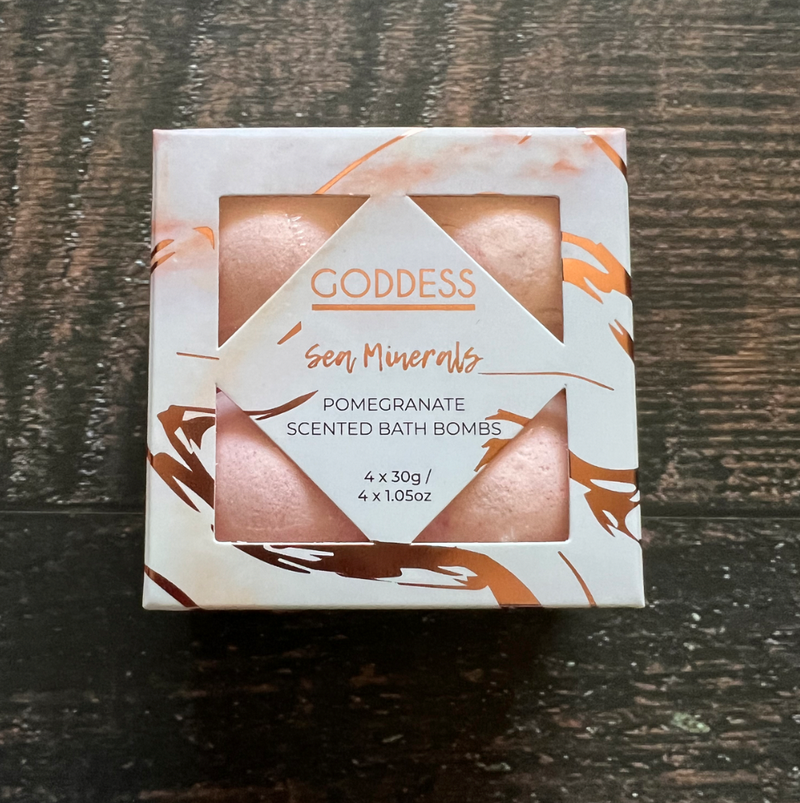 GODDESS
Sea Minerals
POMEGRANATE
SCENTED BATH BOMBS
4 x 30g /
4 x 1.05oz